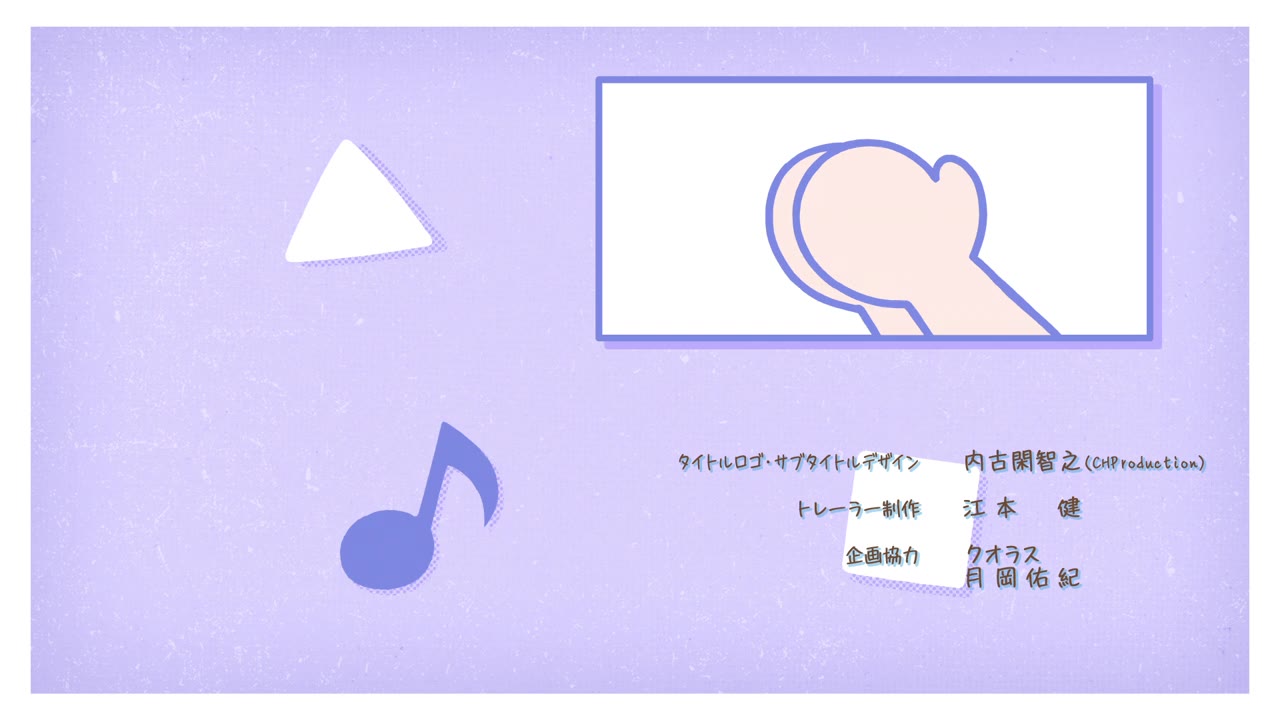 タイトルロゴ・サブタイトルデザイン 内古閑智之(CHProduction)
トレーラー制作 江本 健
企画協力 クオラス
月岡佑紀